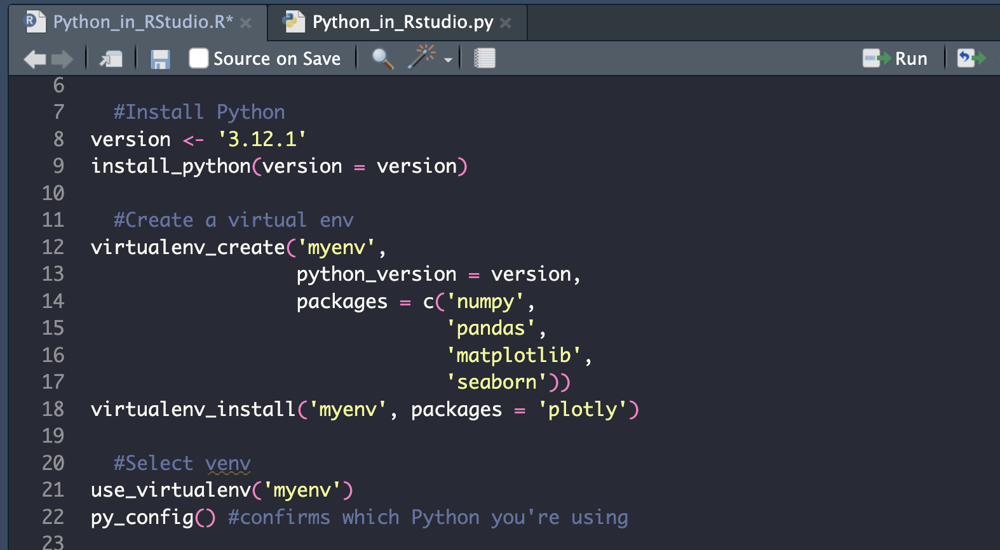 Python_in_RStudio.R*
Python_in_Rstudio.py
Source on Save
Run
6
7 #Install Python
8 version <- '3.12.1'
9 install_python(version = version)
10
11 #Create a virtual env
12 virtualenv_create('myenv',
13 python_version = version,
14 packages = c('numpy',
15 'pandas',
16 'matplotlib',
17 'seaborn'))
18 virtualenv_install('myenv', packages = 'plotly')
19
20 #Select venv
21 use_virtualenv('myenv')
22 py_config() #confirms which Python you're using
23